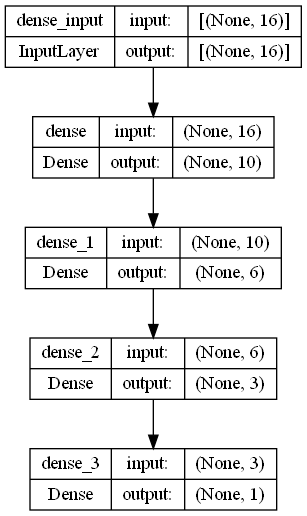 dense_input input: [(None, 16)]
InputLayer output: [(None, 16)]
dense input: (None, 16)
Dense output: (None, 10)
dense_1 input: (None, 10)
Dense output: (None, 6)
dense_2 input: (None, 6)
Dense output: (None, 3)
dense_3 input: (None, 3)
Dense output: (None, 1)